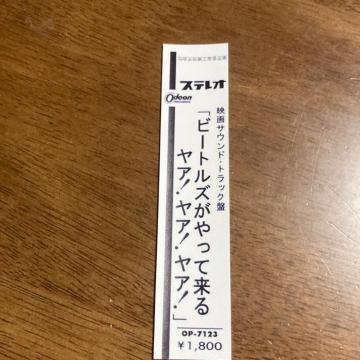 ステレオ
Odeon
映画サウンド・トラック盤
「ビートルズがやって来る
ヤア!ヤア!ヤア!」
OP-7123
¥1,800